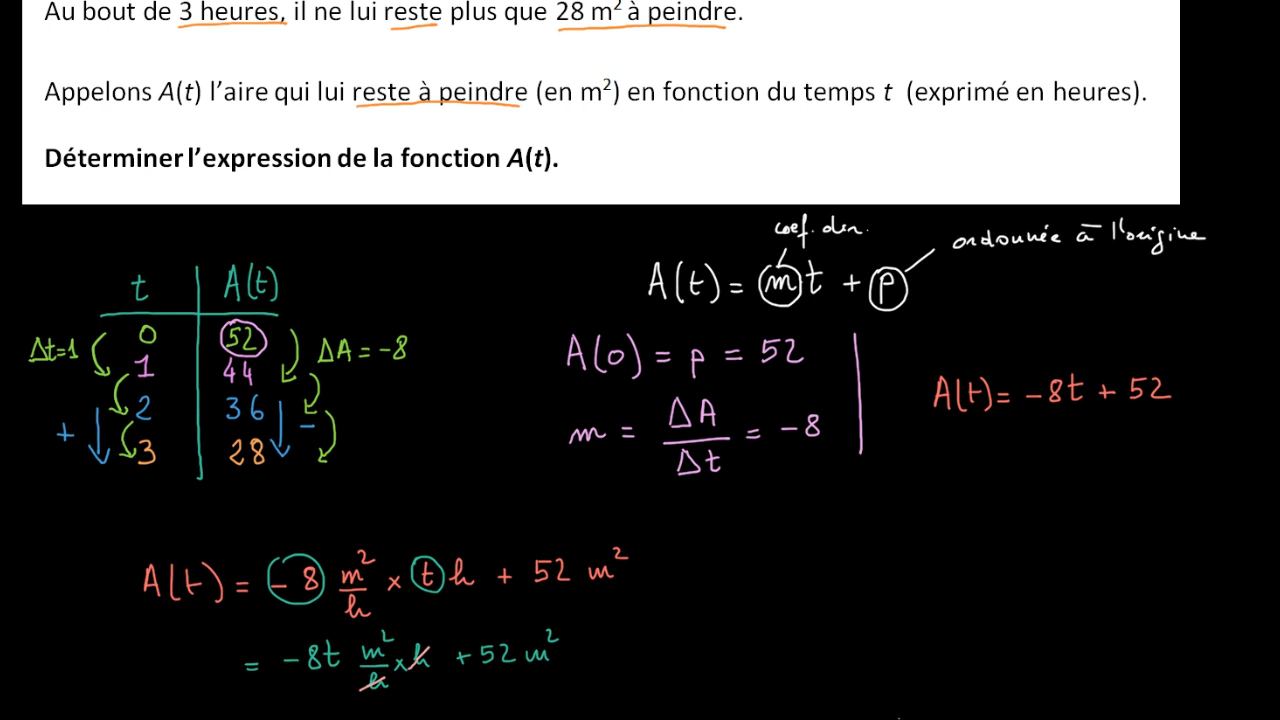 Au bout de 3 heures, il ne lui reste plus que 28 m² à peindre.
Appelons A(t) l’aire qui lui reste à peindre (en m²) en fonction du temps t (exprimé en heures).
Déterminer l’expression de la fonction A(t).
t A(t)
0 52
1 44
2 36
3 28
Δt=1
ΔA = -8
+
-
coef. dir.
ordonnée à l'origine
A(t) = mt + p
A(0) = p = 52
m = ΔA/Δt = -8
A(t) = -8t + 52
A(t) = -8 m²/h × t h + 52 m²
= -8t m²/h × h + 52 m²